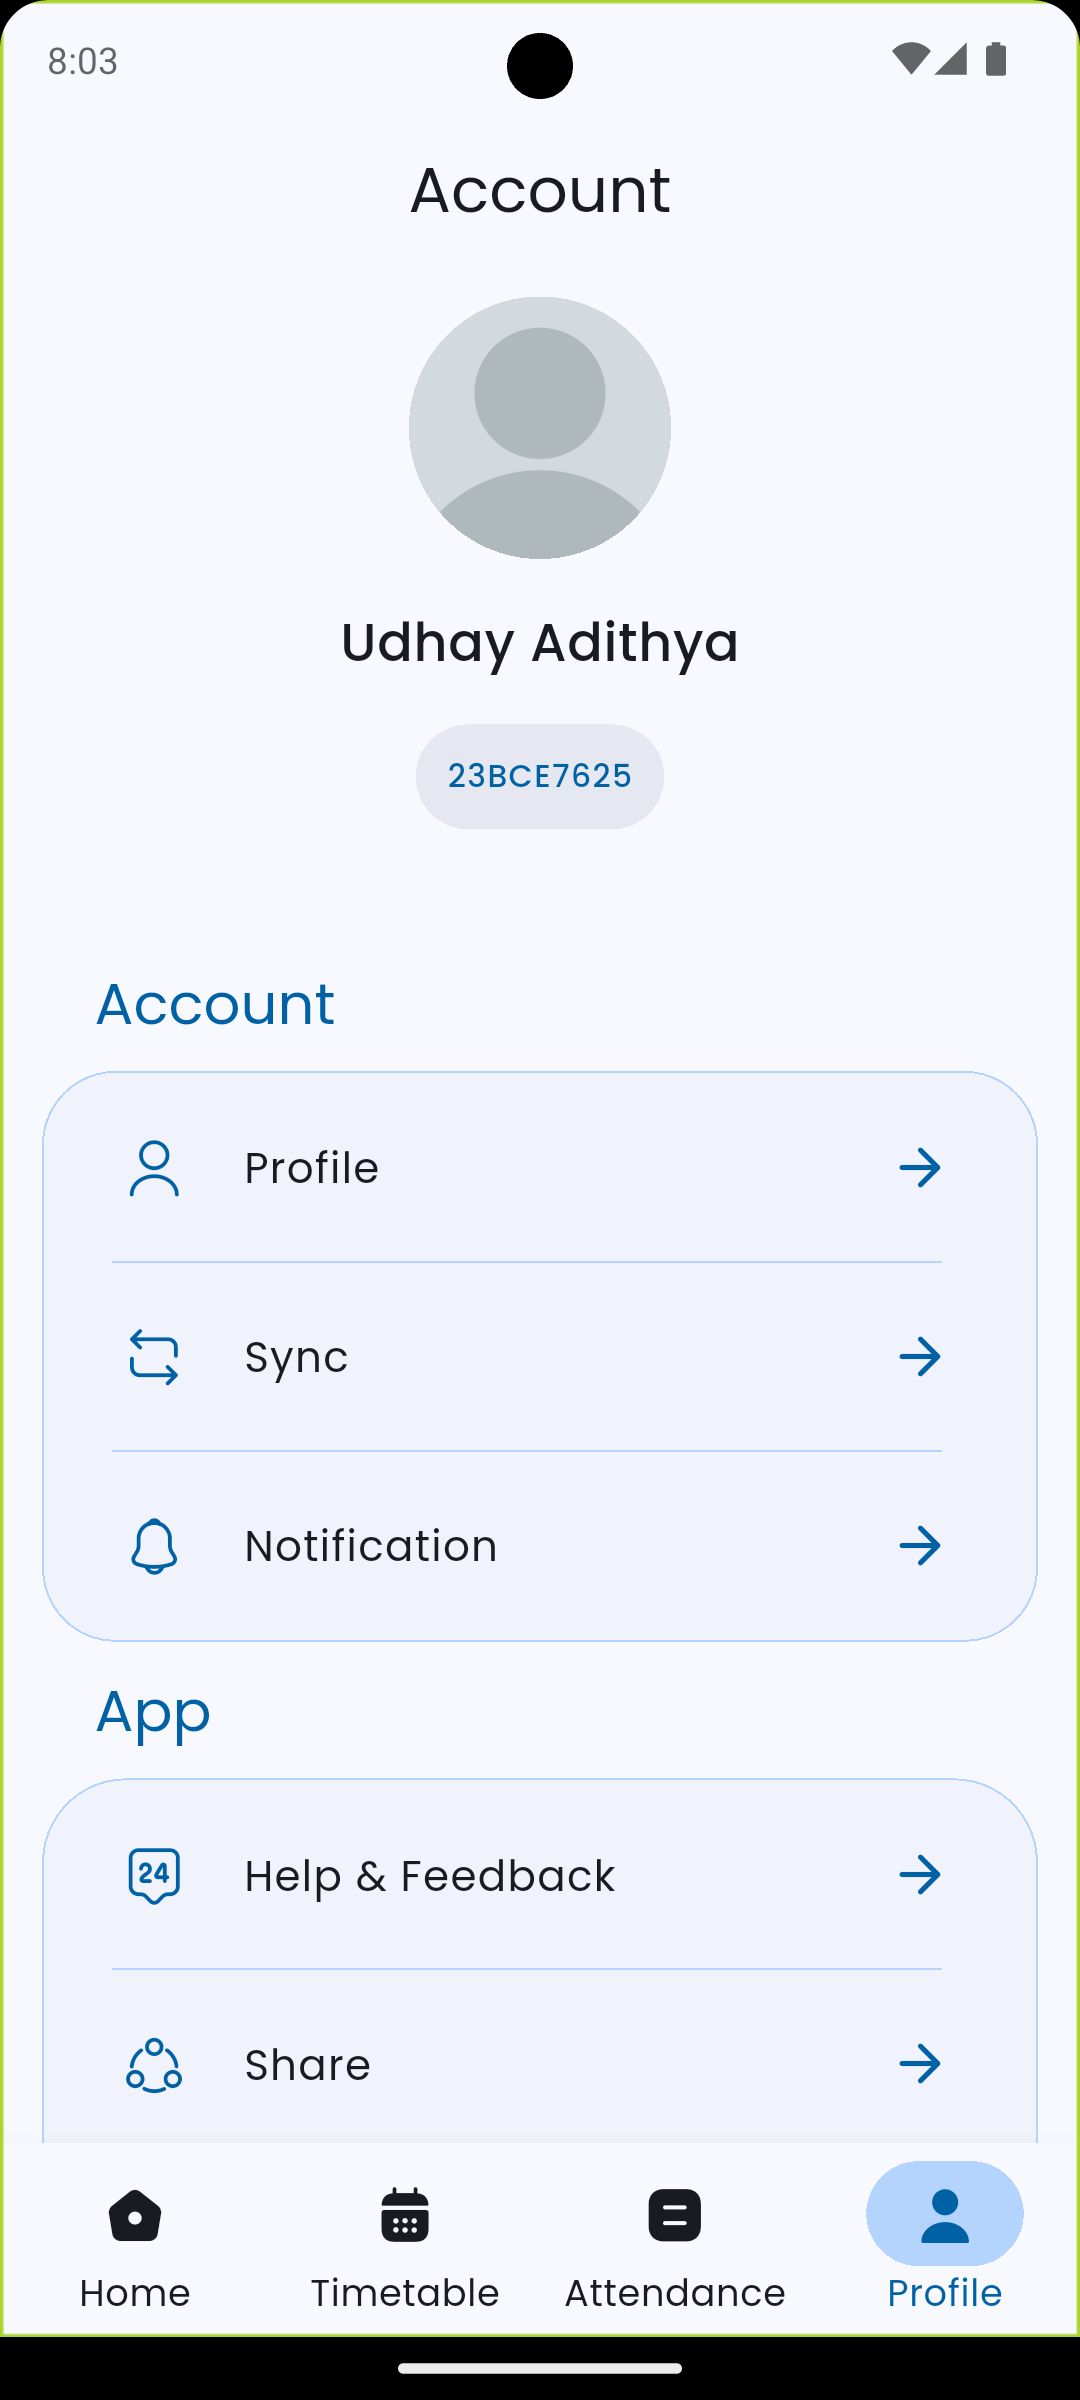 8:03
Account
Udhay Adithya
23BCE7625
Account
Profile
Sync
Notification
App
24 Help & Feedback
Share
Home Timetable Attendance Profile